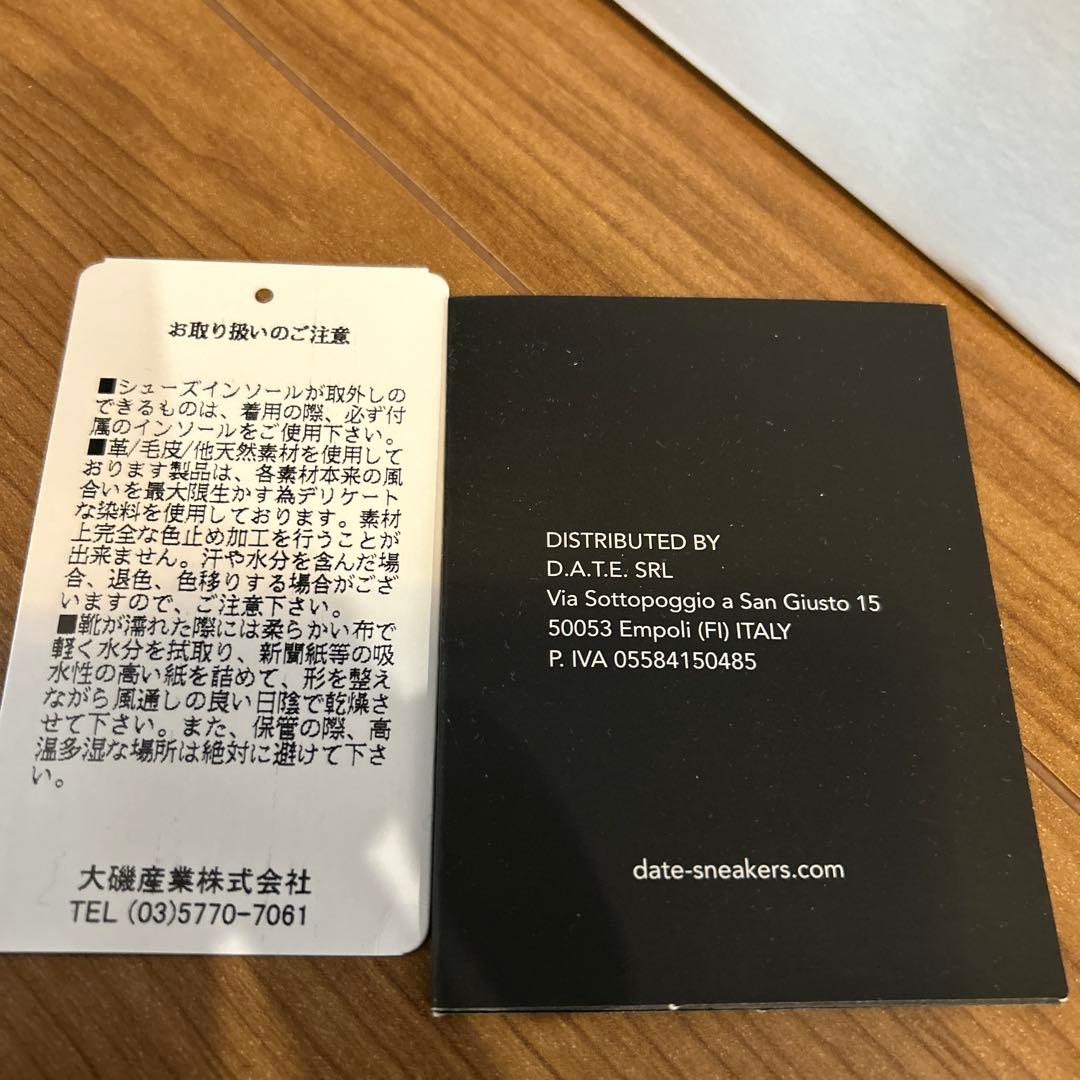 お取り扱いのご注意
■シューズインソールが取外しの
できるものは、着用の際、必ず付
属のインソールをご使用下さい。
■革/毛皮/他天然素材を使用して
おります製品は、各素材本来の風
合いを最大限生かす為デリケート
な染料を使用しております。素材
上完全な色止め加工を行うことが
出来ません。汗や水分を含んだ場
合、退色、色移りする場合がござ
いますので、ご注意下さい。
■靴が濡れた際には柔らかい布で
軽く水分を拭取り、新聞紙等の吸
水性の高い紙を詰めて、形を整え
ながら風通しの良い日陰で乾燥さ
せて下さい。また、保管の際、高
温多湿な場所は絶対に避けて下さ
い。
大磯産業株式会社
TEL (03)5770-7061
DISTRIBUTED BY
D.A.T.E. SRL
Via Sottopoggio a San Giusto 15
50053 Empoli (FI) ITALY
P. IVA 05584150485
date-sneakers.com